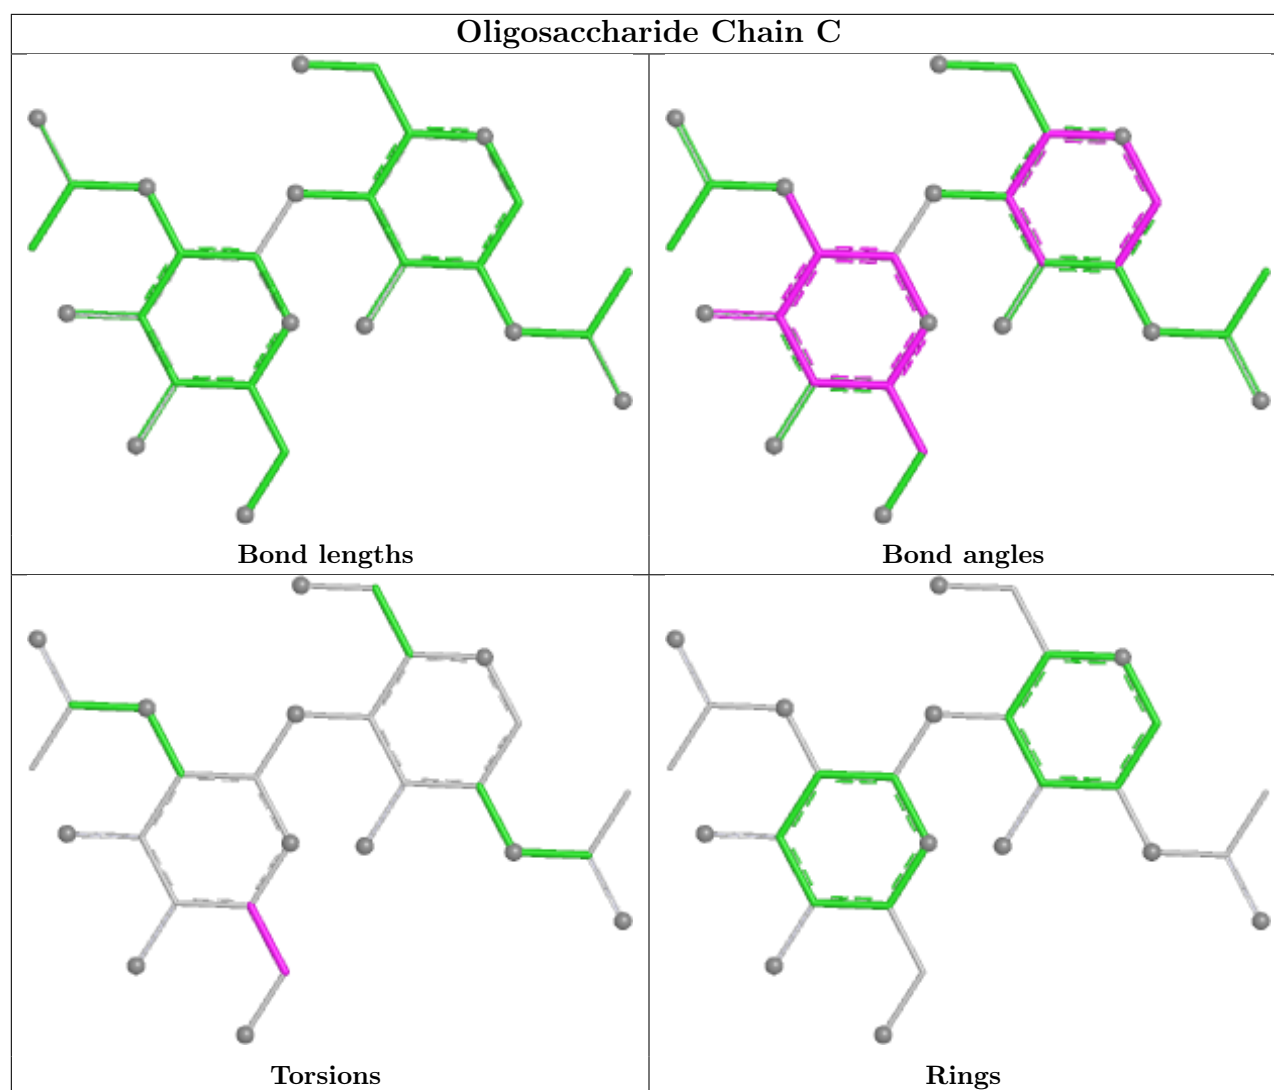 Oligosaccharide Chain C
Bond lengths
Bond angles
Torsions
Rings